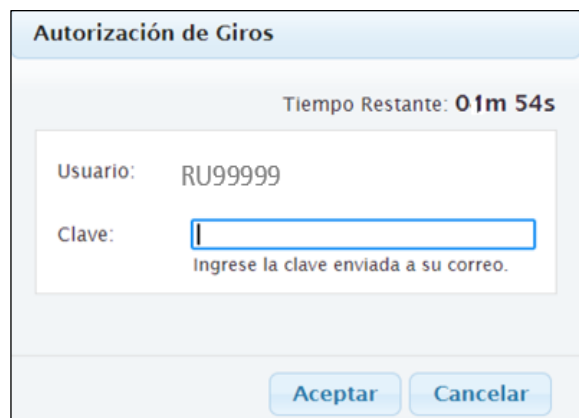 Autorización de Giros
Tiempo Restante: 01m 54s
Usuario: RU99999
Clave:
Ingrese la clave enviada a su correo.
Aceptar Cancelar